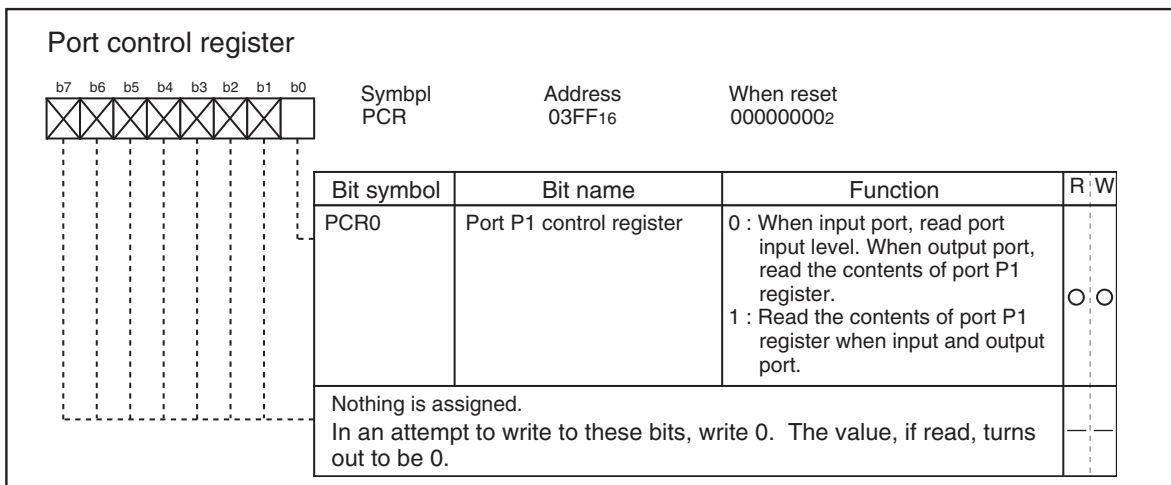 Port control register
b7 b6 b5 b4 b3 b2 b1 b0
Symbpl Address When reset
PCR 03FF16 000000002
Bit symbol Bit name Function R W
PCR0 Port P1 control register 0 : When input port, read port
input level. When output port,
read the contents of port P1
register.
1 : Read the contents of port P1
register when input and output
port.
Nothing is assigned.
In an attempt to write to these bits, write 0. The value, if read, turns
out to be 0.